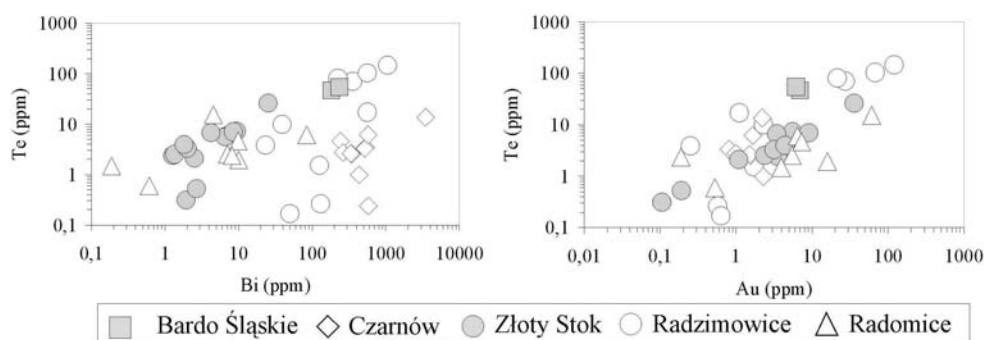 1000
100
10
1
0,1
Te (ppm)
0,1 1 10 100 1000 10000
Bi (ppm)
1000
100
10
1
0,1
Te (ppm)
0,01 0,1 1 10 100 1000
Au (ppm)
Bardo Śląskie Czarnów Złoty Stok Radzimowice Radomice